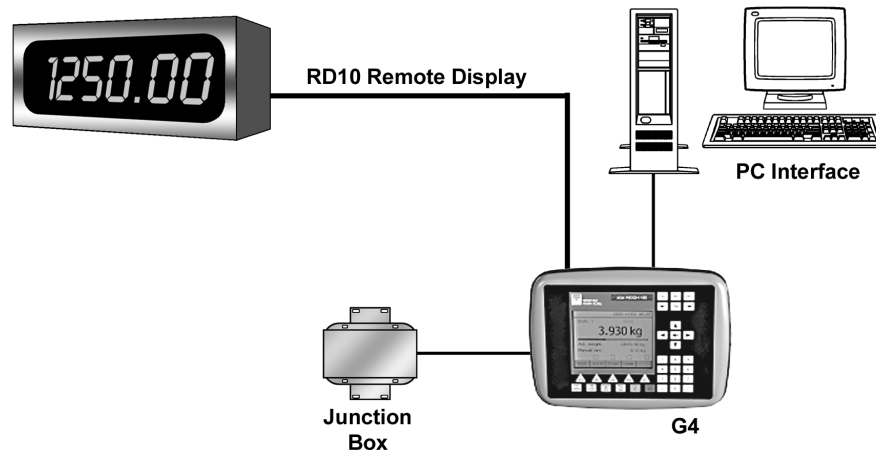 1250.00
RD10 Remote Display
PC Interface
3.930 kg
Junction
Box
G4